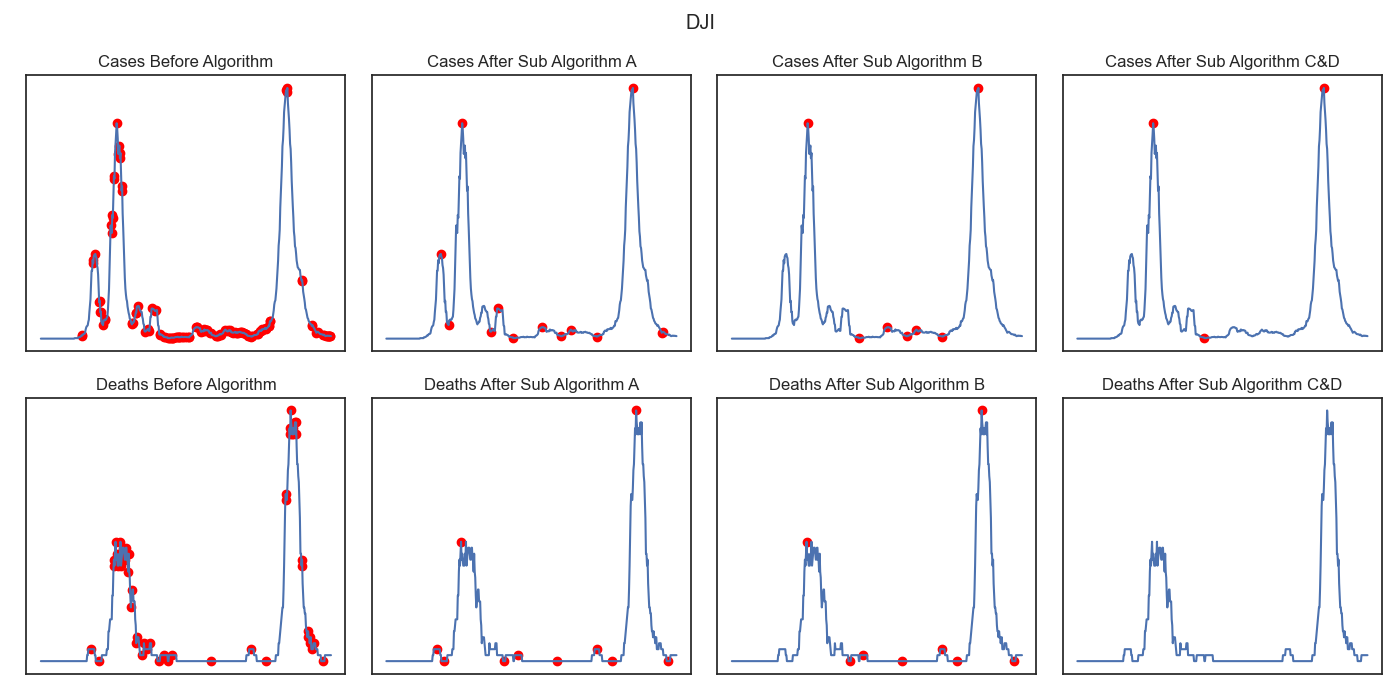 DJI
Cases Before Algorithm
Cases After Sub Algorithm A
Cases After Sub Algorithm B
Cases After Sub Algorithm C&D
Deaths Before Algorithm
Deaths After Sub Algorithm A
Deaths After Sub Algorithm B
Deaths After Sub Algorithm C&D